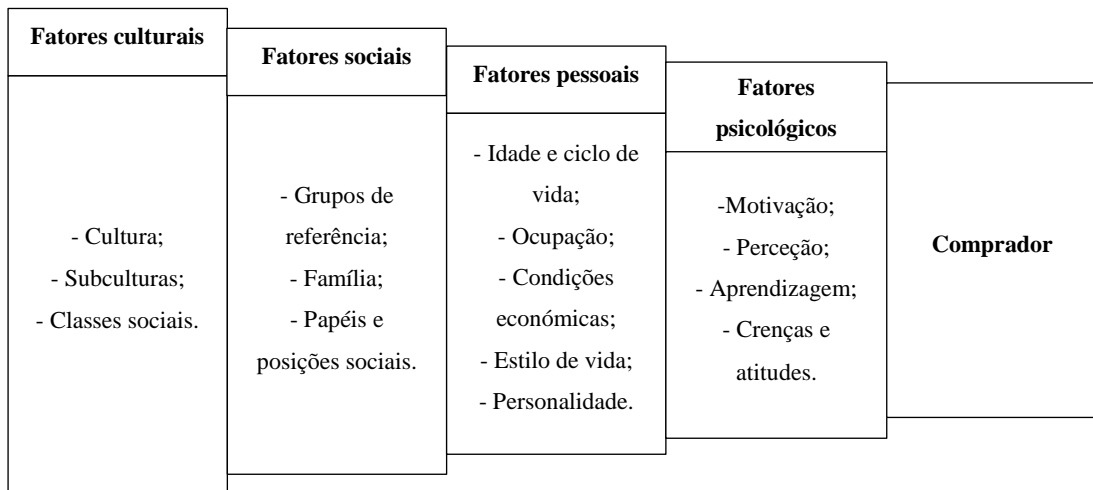 Fatores culturais
- Cultura;
- Subculturas;
- Classes sociais.
Fatores sociais
- Grupos de
referência;
- Família;
- Papéis e
posições sociais.
Fatores pessoais
- Idade e ciclo de
vida;
- Ocupação;
- Condições
económicas;
- Estilo de vida;
- Personalidade.
Fatores
psicológicos
-Motivação;
- Perceção;
- Aprendizagem;
- Crenças e
atitudes.
Comprador